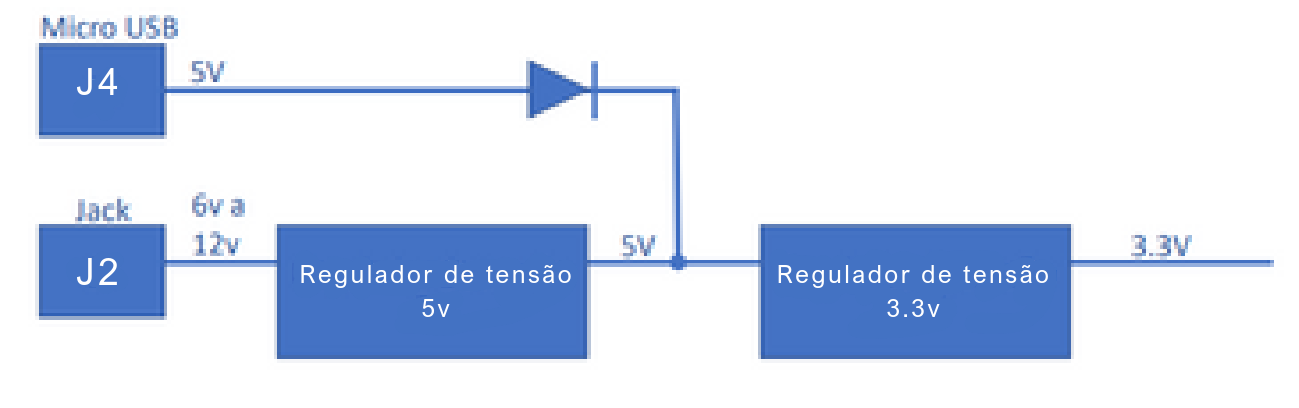 Micro USB
J4
5V
Jack
6v a
12v
J2
Regulador de tensão
5v
5V
Regulador de tensão
3.3v
3.3V